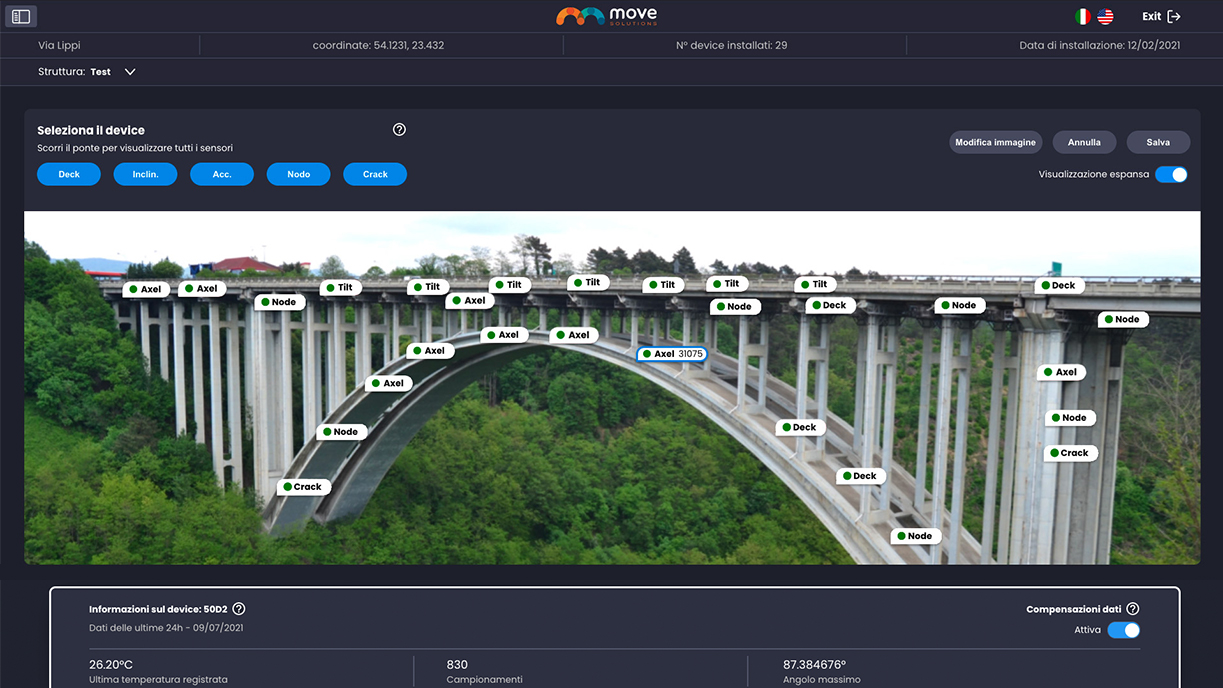 move
SOLUTIONS
Exit
Via Lippi
coordinate: 54.1231, 23.432
N° device installati: 29
Data di installazione: 12/02/2021
Struttura: Test
Seleziona il device
Scorri il ponte per visualizzare tutti i sensori
Modifica immagine
Annulla
Salva
Deck
Inclin.
Acc.
Nodo
Crack
Visualizzazione espansa
Axel
Axel
Node
Tilt
Tilt
Axel
Tilt
Tilt
Tilt
Tilt
Node
Tilt
Deck
Node
Deck
Node
Axel
Axel
Axel
Axel 31075
Axel
Axel
Node
Deck
Node
Crack
Deck
Crack
Node
Informazioni sul device: 50D2
Dati delle ultime 24h - 09/07/2021
Compensazioni dati
Attiva
26.20°C
Ultima temperatura registrata
830
Campionamenti
87.384676°
Angolo massimo